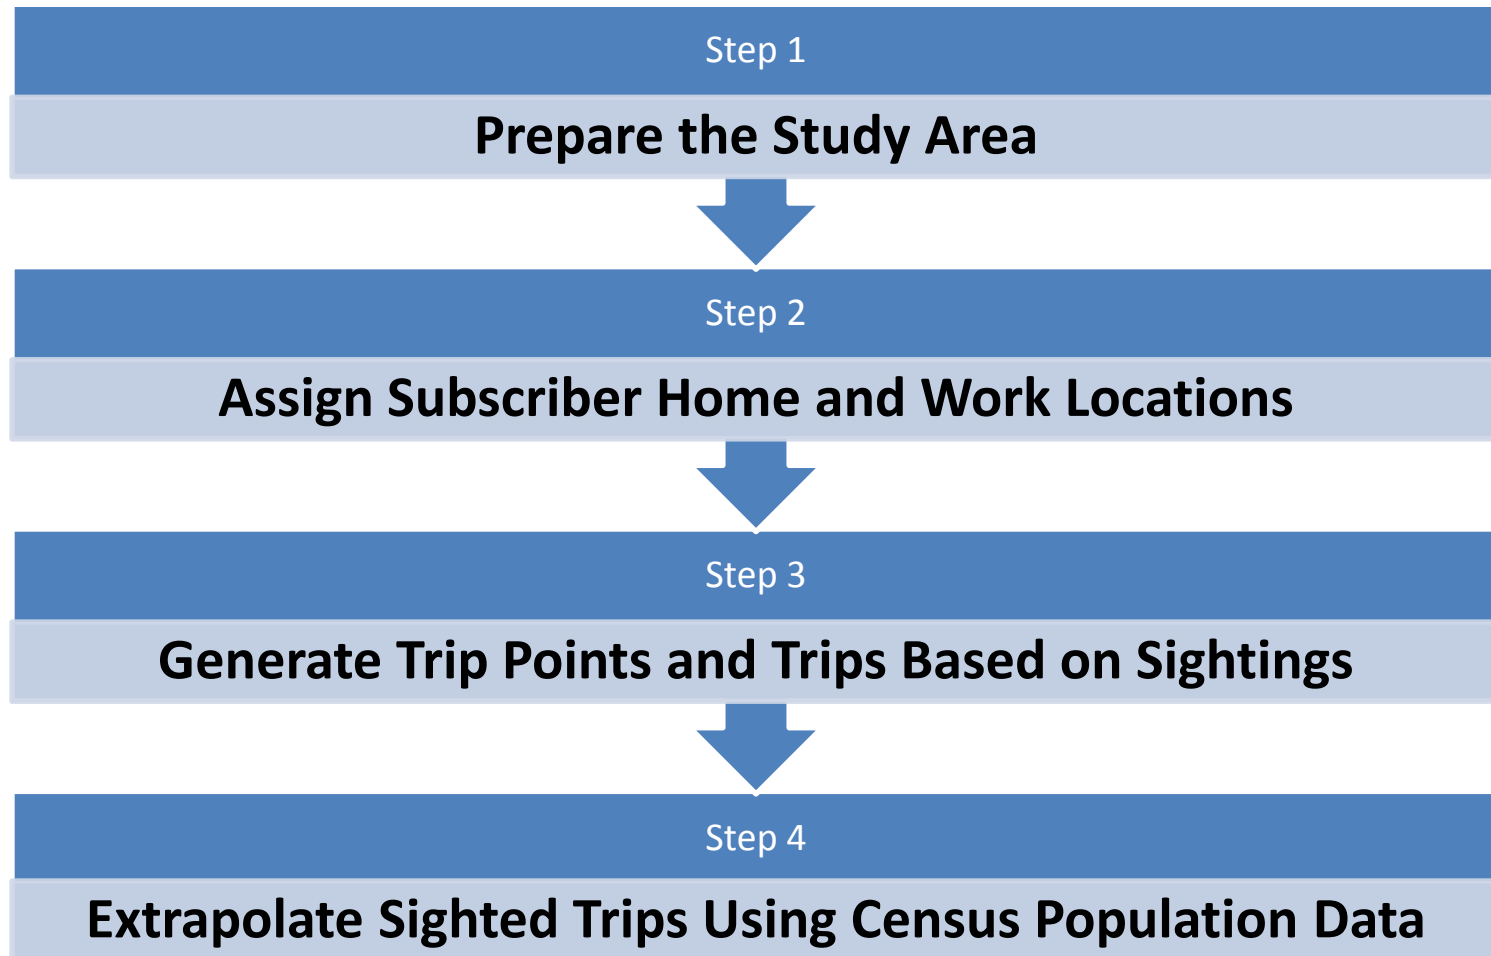 Step 1
Prepare the Study Area
Step 2
Assign Subscriber Home and Work Locations
Step 3
Generate Trip Points and Trips Based on Sightings
Step 4
Extrapolate Sighted Trips Using Census Population Data